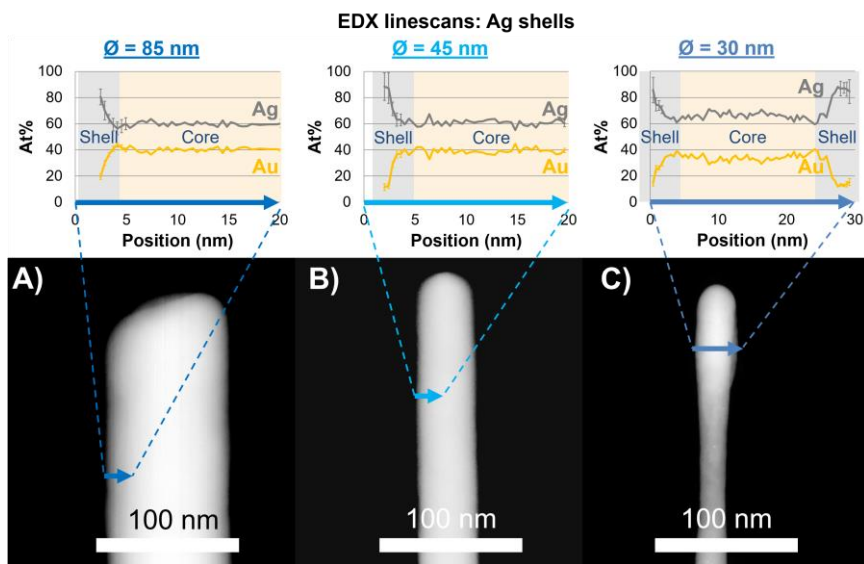 EDX linescans: Ag shells
Ø = 85 nm
Ø = 45 nm
Ø = 30 nm
At%
100
80
60
40
20
0
Ag
Shell
Core
Au
0
5
10
15
20
Position (nm)
At%
100
80
60
40
20
0
Ag
Shell
Core
Au
0
5
10
15
20
Position (nm)
At%
100
80
60
40
20
0
Ag
Shell
Core
Shell
Au
0
5
10
15
20
25
30
Position (nm)
A)
B)
C)
100 nm
100 nm
100 nm